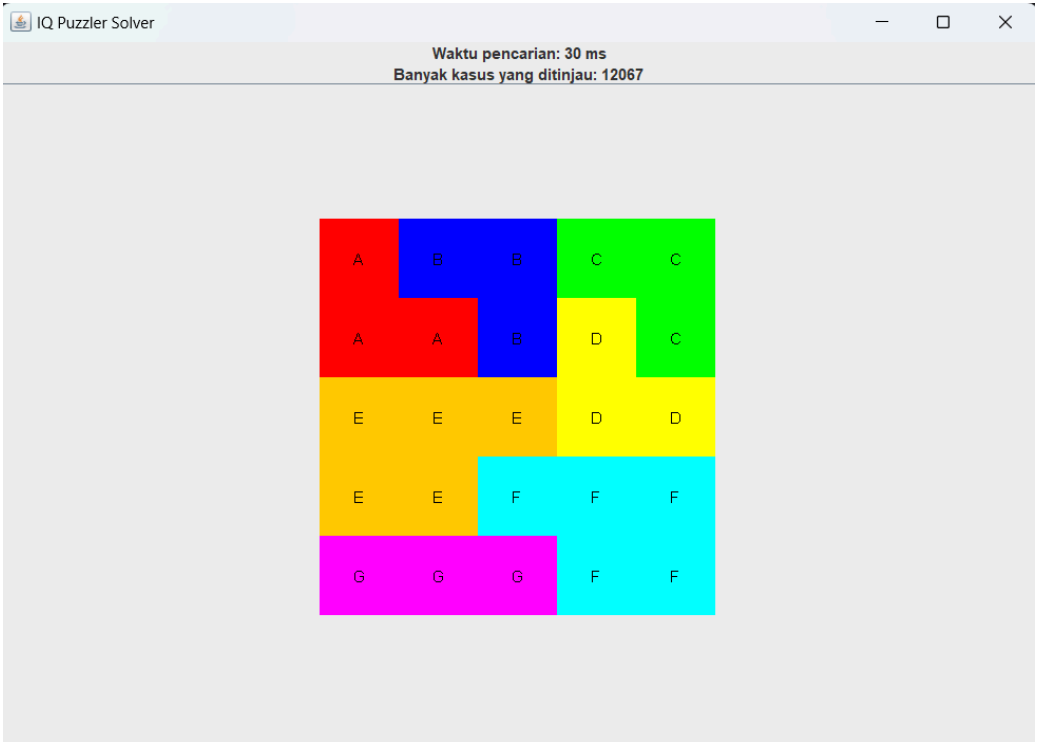 IQ Puzzler Solver
Waktu pencarian: 30 ms
Banyak kasus yang ditinjau: 12067
A B B C C
A A B D C
E E E D D
E E F F F
G G G F F